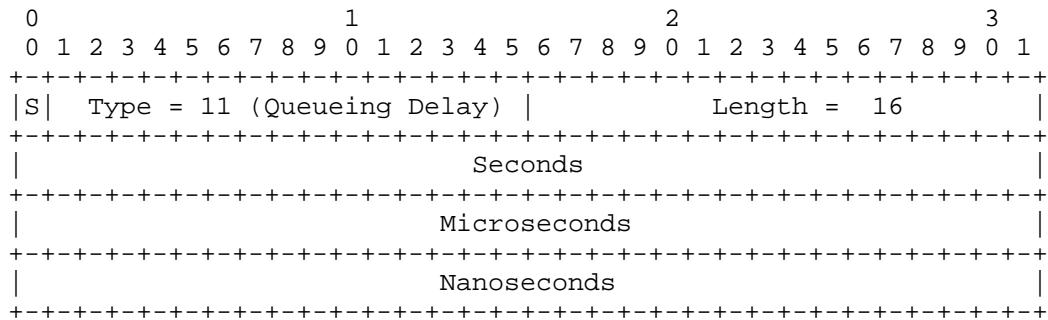 0                   1                   2                   3
 0 1 2 3 4 5 6 7 8 9 0 1 2 3 4 5 6 7 8 9 0 1 2 3 4 5 6 7 8 9 0 1
+-+-+-+-+-+-+-+-+-+-+-+-+-+-+-+-+-+-+-+-+-+-+-+-+-+-+-+-+-+-+-+-+
|S|  Type = 11 (Queueing Delay) |           Length =  16        |
+-+-+-+-+-+-+-+-+-+-+-+-+-+-+-+-+-+-+-+-+-+-+-+-+-+-+-+-+-+-+-+-+
|                            Seconds                            |
+-+-+-+-+-+-+-+-+-+-+-+-+-+-+-+-+-+-+-+-+-+-+-+-+-+-+-+-+-+-+-+-+
|                          Microseconds                         |
+-+-+-+-+-+-+-+-+-+-+-+-+-+-+-+-+-+-+-+-+-+-+-+-+-+-+-+-+-+-+-+-+
|                          Nanoseconds                          |
+-+-+-+-+-+-+-+-+-+-+-+-+-+-+-+-+-+-+-+-+-+-+-+-+-+-+-+-+-+-+-+-+